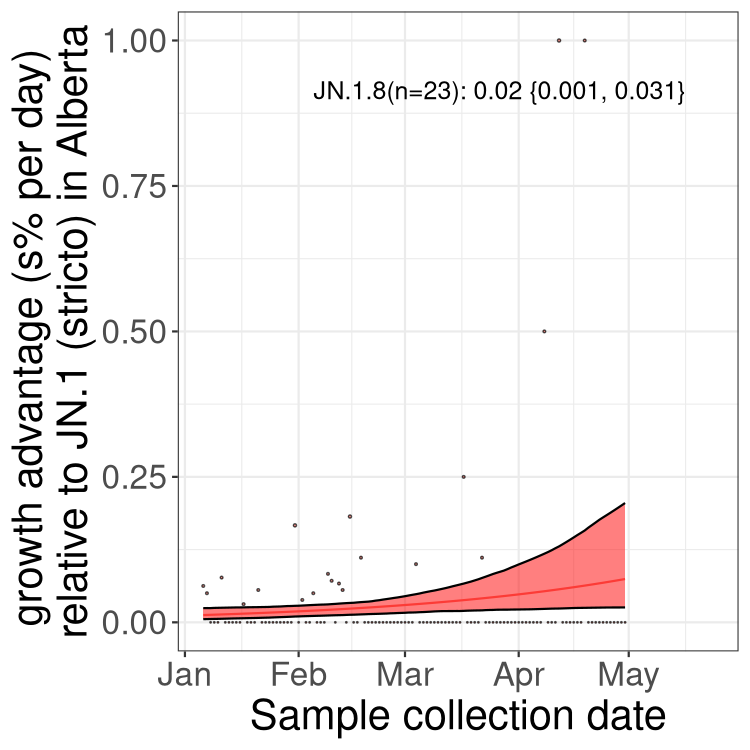 growth advantage (s% per day)
relative to JN.1 (stricto) in Alberta
1.00
0.75
0.50
0.25
0.00
JN.1.8(n=23): 0.02 {0.001, 0.031}
Jan Feb Mar Apr May
Sample collection date